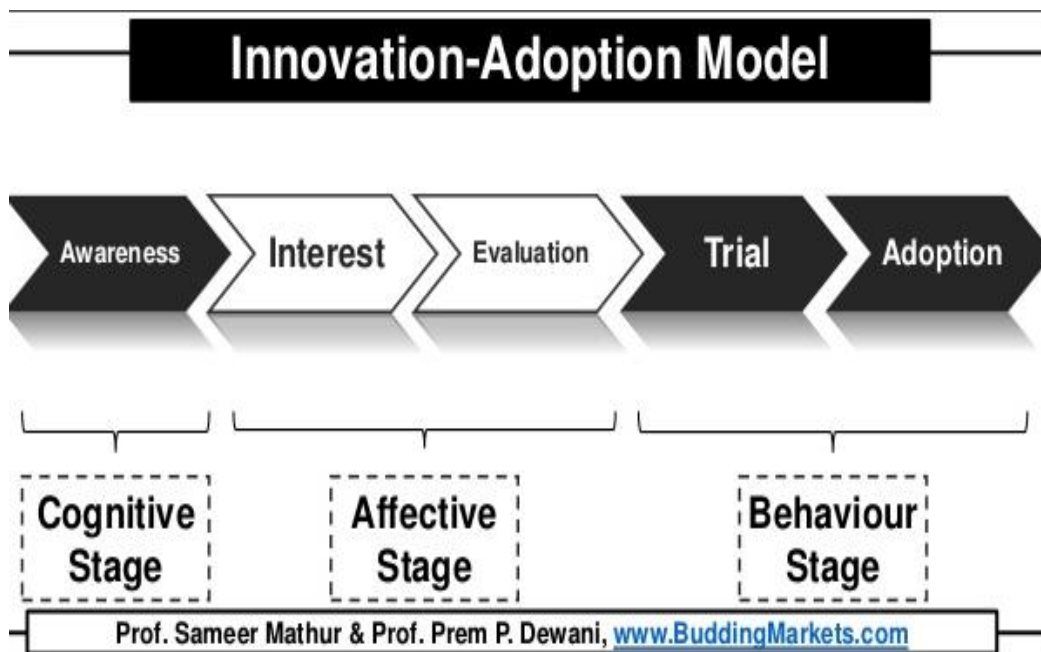 Innovation-Adoption Model
Awareness
Interest
Evaluation
Trial
Adoption
Cognitive
Stage
Affective
Stage
Behaviour
Stage
Prof. Sameer Mathur & Prof. Prem P. Dewani, www.BuddingMarkets.com